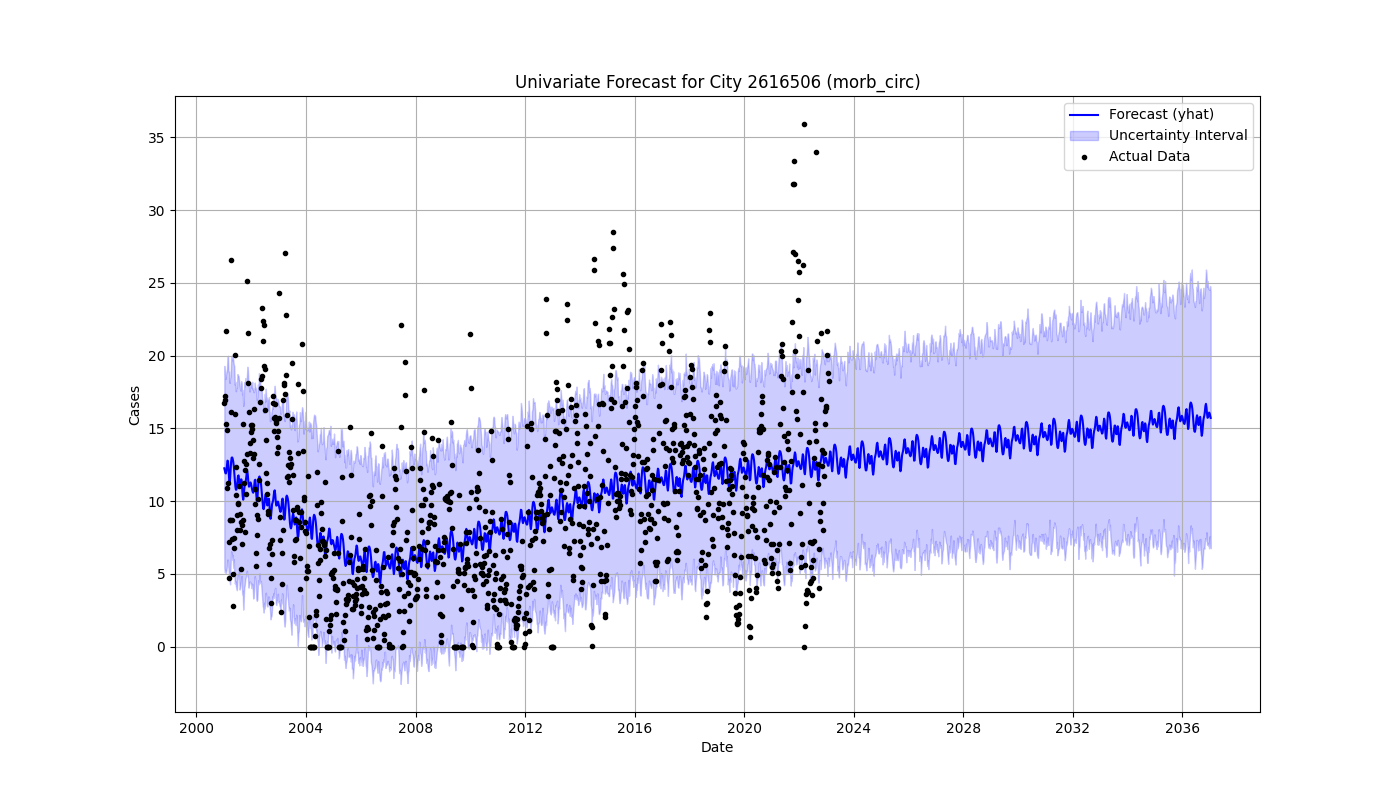 Univariate Forecast for City 2616506 (morb_circ)
Forecast (yhat)
Uncertainty Interval
Actual Data
Cases
35
30
25
20
15
10
5
0
2000 2004 2008 2012 2016 2020 2024 2028 2032 2036
Date